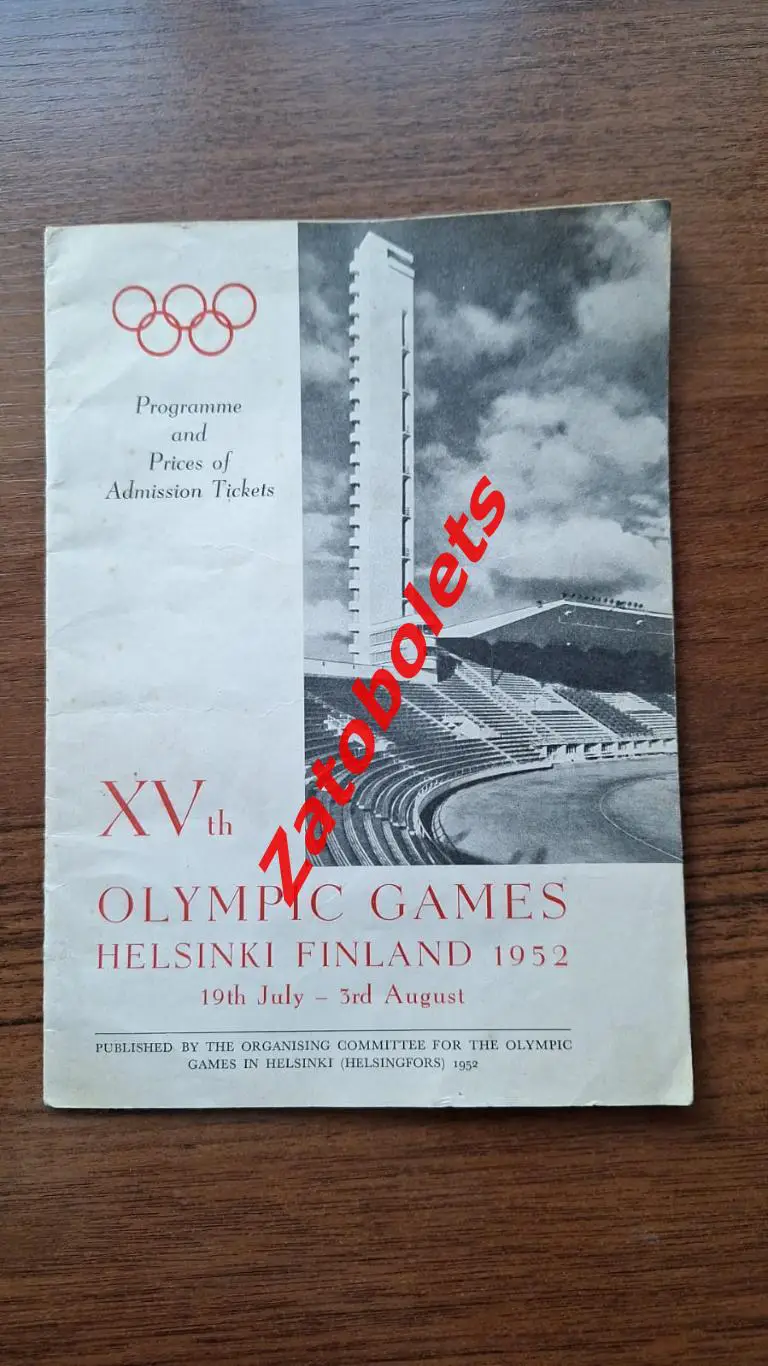 Programme
and
Prices of
Admission Tickets
Zatobolets
XVth
OLYMPIC GAMES
HELSINKI FINLAND 1952
19th July – 3rd August
PUBLISHED BY THE ORGANISING COMMITTEE FOR THE OLYMPIC
GAMES IN HELSINKI (HELSINGFORS) 1952